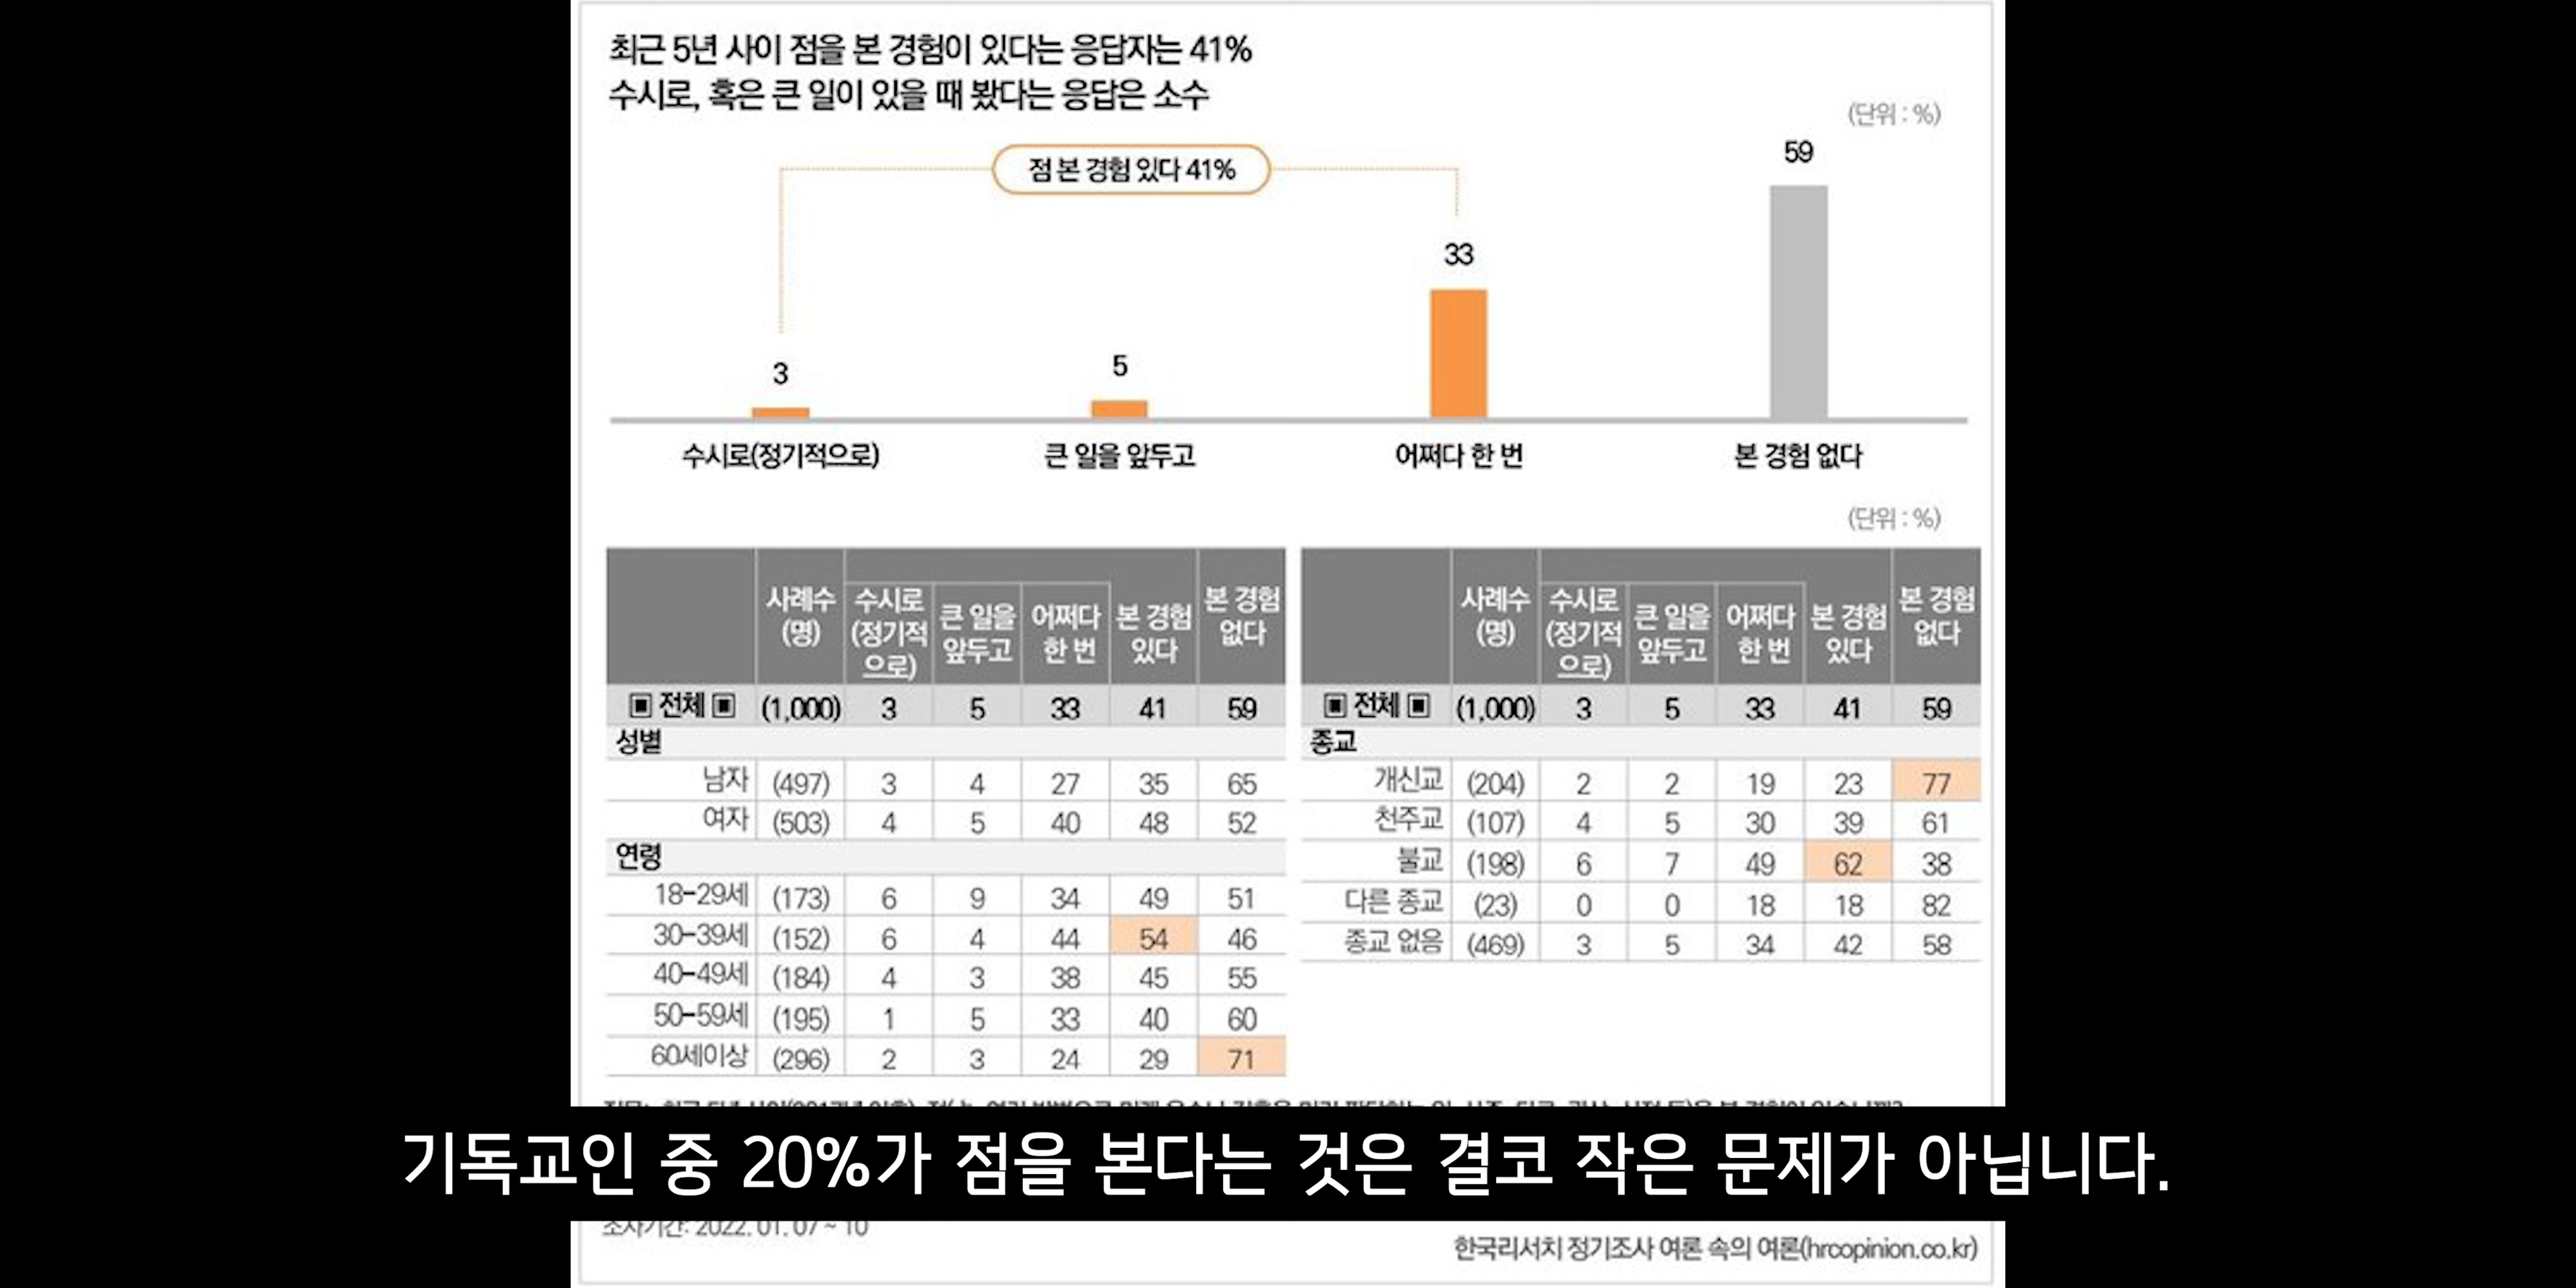 최근 5년 사이 점을 본 경험이 있다는 응답자는 41%
수시로, 혹은 큰 일이 있을 때 봤다는 응답은 소수
(단위 : %)
점 본 경험 있다 41%
3
5
33
59
수시로(정기적으로)
큰 일을 앞두고
어쩌다 한 번
본 경험 없다
(단위 : %)
사례수(명) 수시로(정기적으로) 큰 일을 앞두고 어쩌다 한 번 본 경험 있다 본 경험 없다
▣ 전체 ▣ (1,000) 3 5 33 41 59
성별
남자 (497) 3 4 27 35 65
여자 (503) 4 5 40 48 52
연령
18-29세 (173) 6 9 34 49 51
30-39세 (152) 6 4 44 54 46
40-49세 (184) 4 3 38 45 55
50-59세 (195) 1 5 33 40 60
60세이상 (296) 2 3 24 29 71
사례수(명) 수시로(정기적으로) 큰 일을 앞두고 어쩌다 한 번 본 경험 있다 본 경험 없다
▣ 전체 ▣ (1,000) 3 5 33 41 59
종교
개신교 (204) 2 2 19 23 77
천주교 (107) 4 5 30 39 61
불교 (198) 6 7 49 62 38
다른 종교 (23) 0 0 18 18 82
종교 없음 (469) 3 5 34 42 58
기독교인 중 20%가 점을 본다는 것은 결코 작은 문제가 아닙니다.
조사기간: 2022. 01. 07 ~ 10
한국리서치 정기조사 여론 속의 여론(hrcopinion.co.kr)